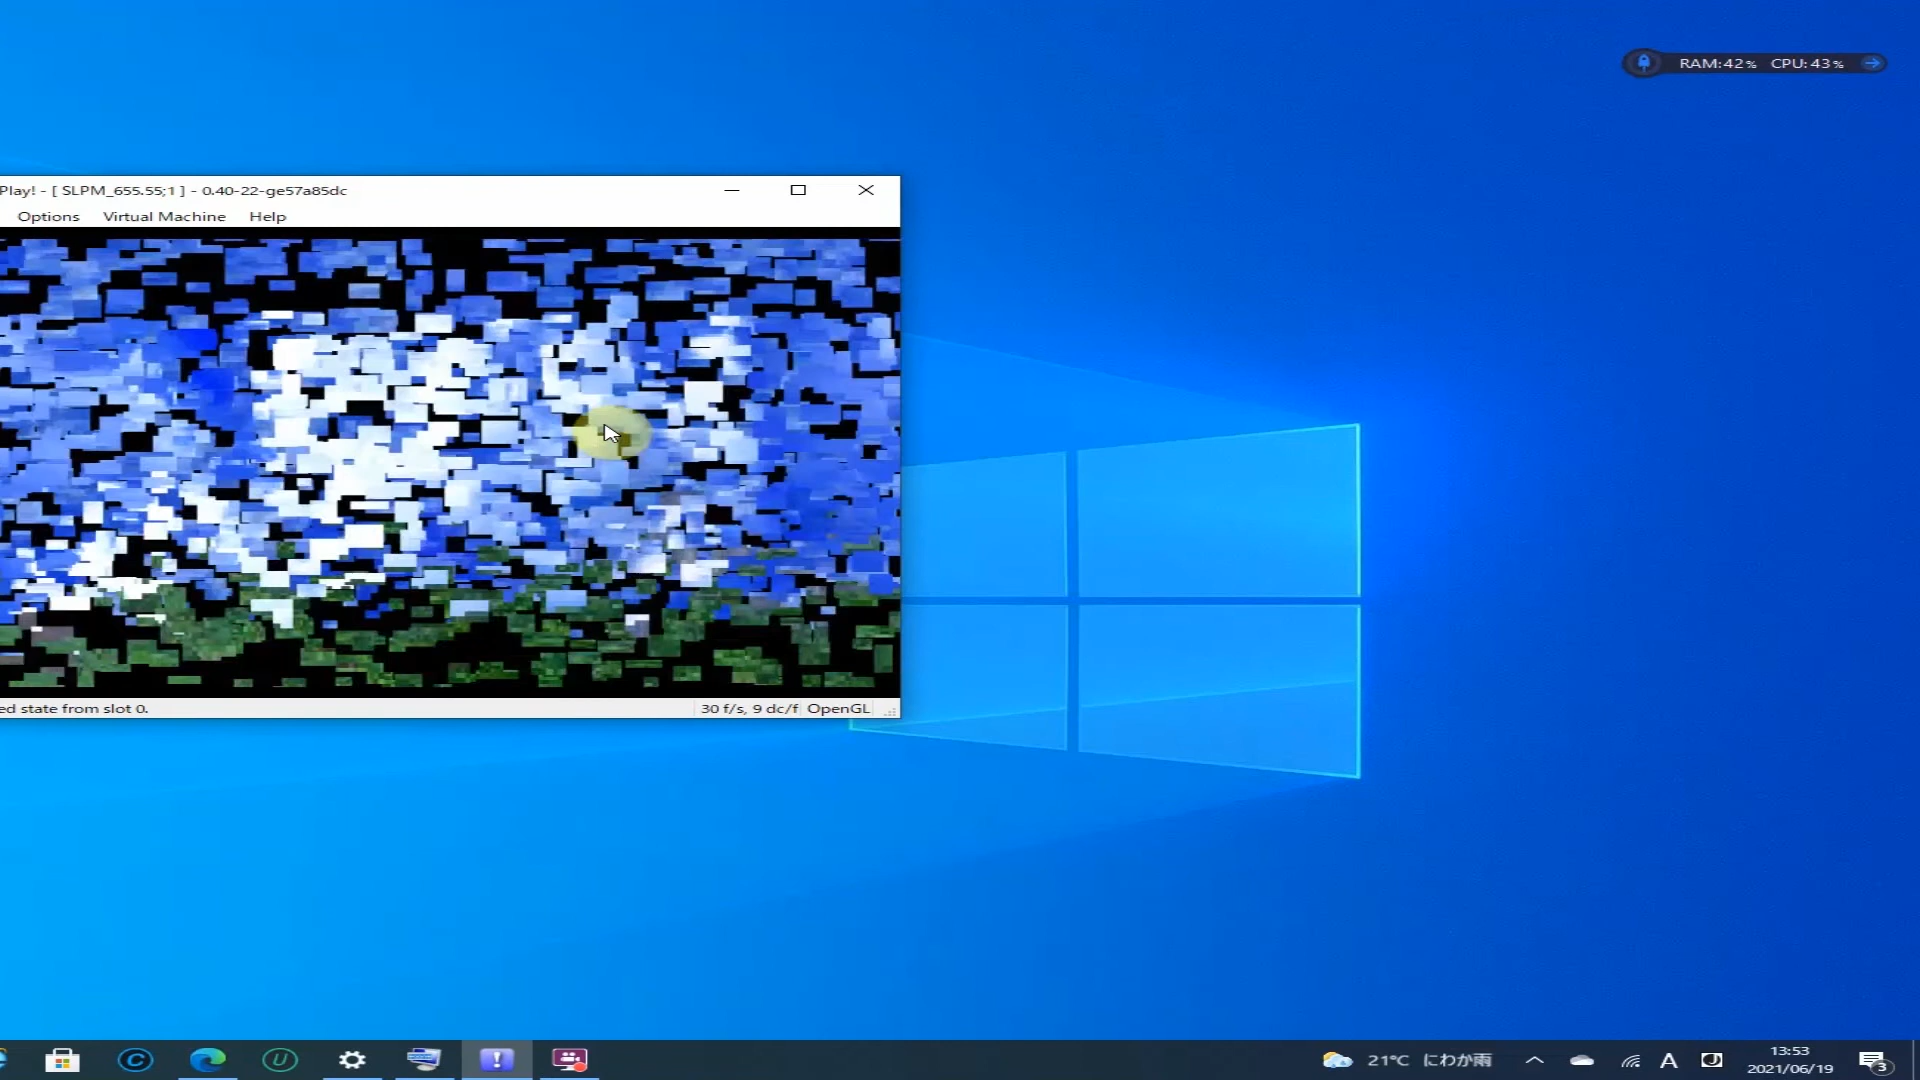 RAM:42% CPU:43%
Play! - [ SLPM_655.55;1 ] - 0.40-22-ge57a85dc
Options Virtual Machine Help
ed state from slot 0.
30 f/s, 9 dc/f OpenGL
21°C にわか雨
A
13:53
2021/06/19
3